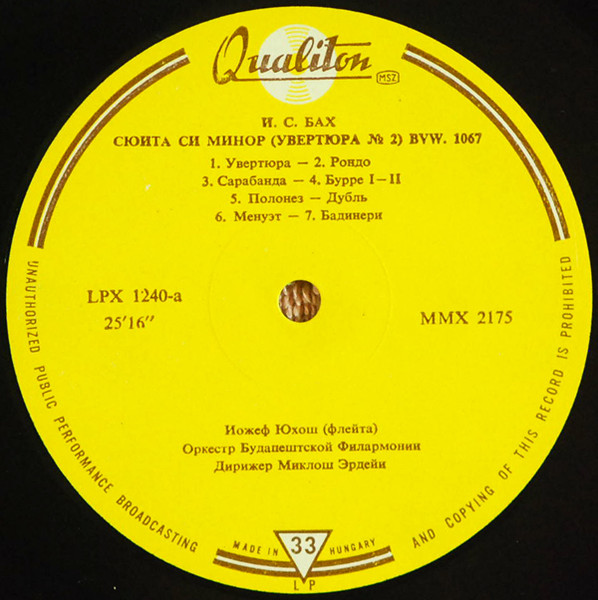 Qualiton
MSZ
И. С. БАХ
СЮИТА СИ МИНОР (УВЕРТЮРА № 2) BVW. 1067
1. Увертюра — 2. Рондо
3. Сарабанда — 4. Бурре I—II
5. Полонез — Дубль
6. Менуэт — 7. Бадинери
LPX 1240-a
25′16″
MMX 2175
Иожеф Юхош (флейта)
Оркестр Будапештской Филармонии
Дирижер Миклош Эрдейи
UNAUTHORIZED PUBLIC PERFORMANCE BROADCASTING
AND COPYING OF THIS RECORD IS PROHIBITED
MADE IN HUNGARY
33
LP